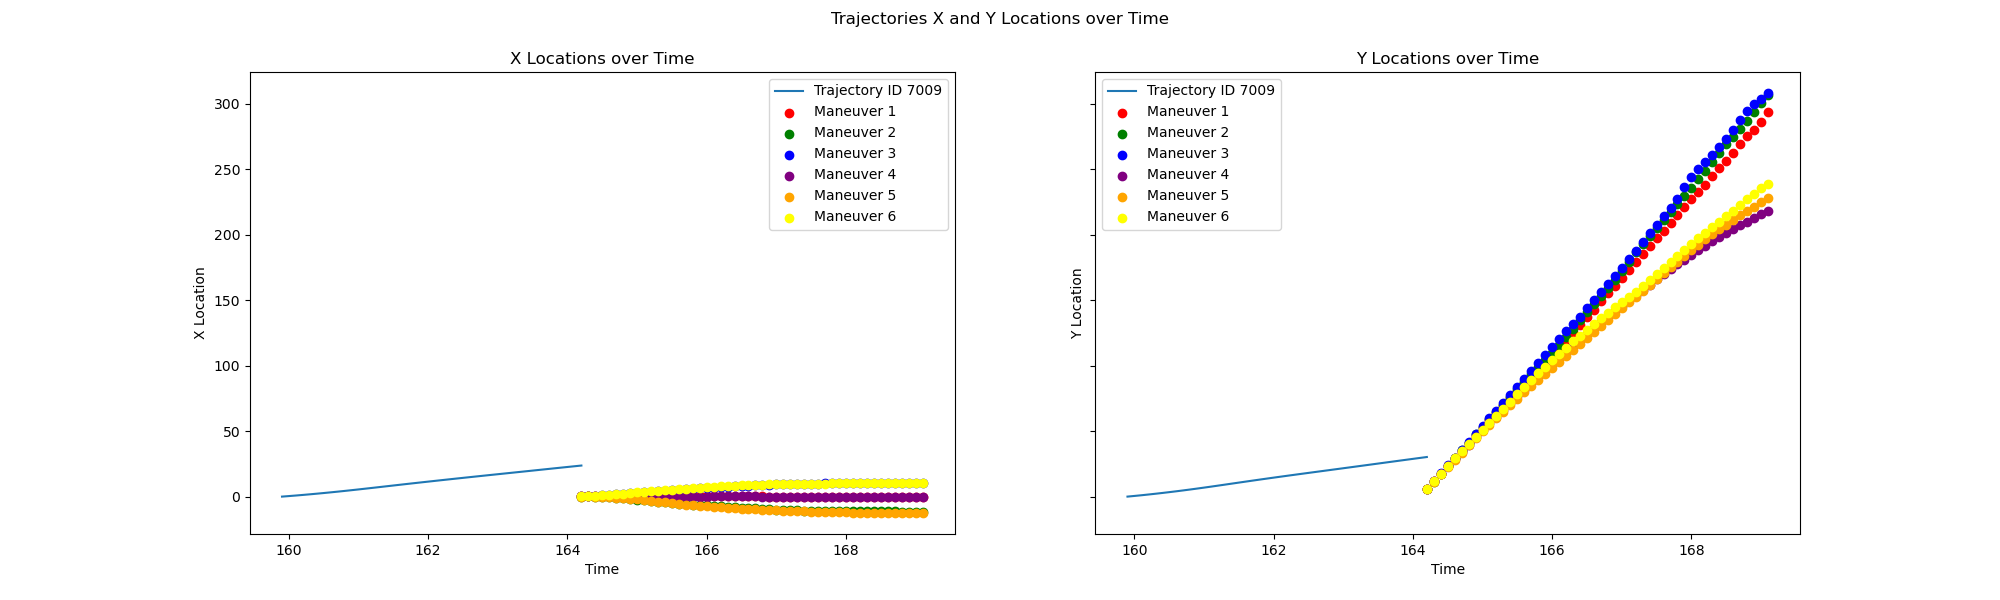 Trajectories X and Y Locations over Time
X Locations over Time
X Location
300
250
200
150
100
50
0
160
162
164
166
168
Time
Trajectory ID 7009
Maneuver 1
Maneuver 2
Maneuver 3
Maneuver 4
Maneuver 5
Maneuver 6
Y Locations over Time
Y Location
160
162
164
166
168
Time
Trajectory ID 7009
Maneuver 1
Maneuver 2
Maneuver 3
Maneuver 4
Maneuver 5
Maneuver 6